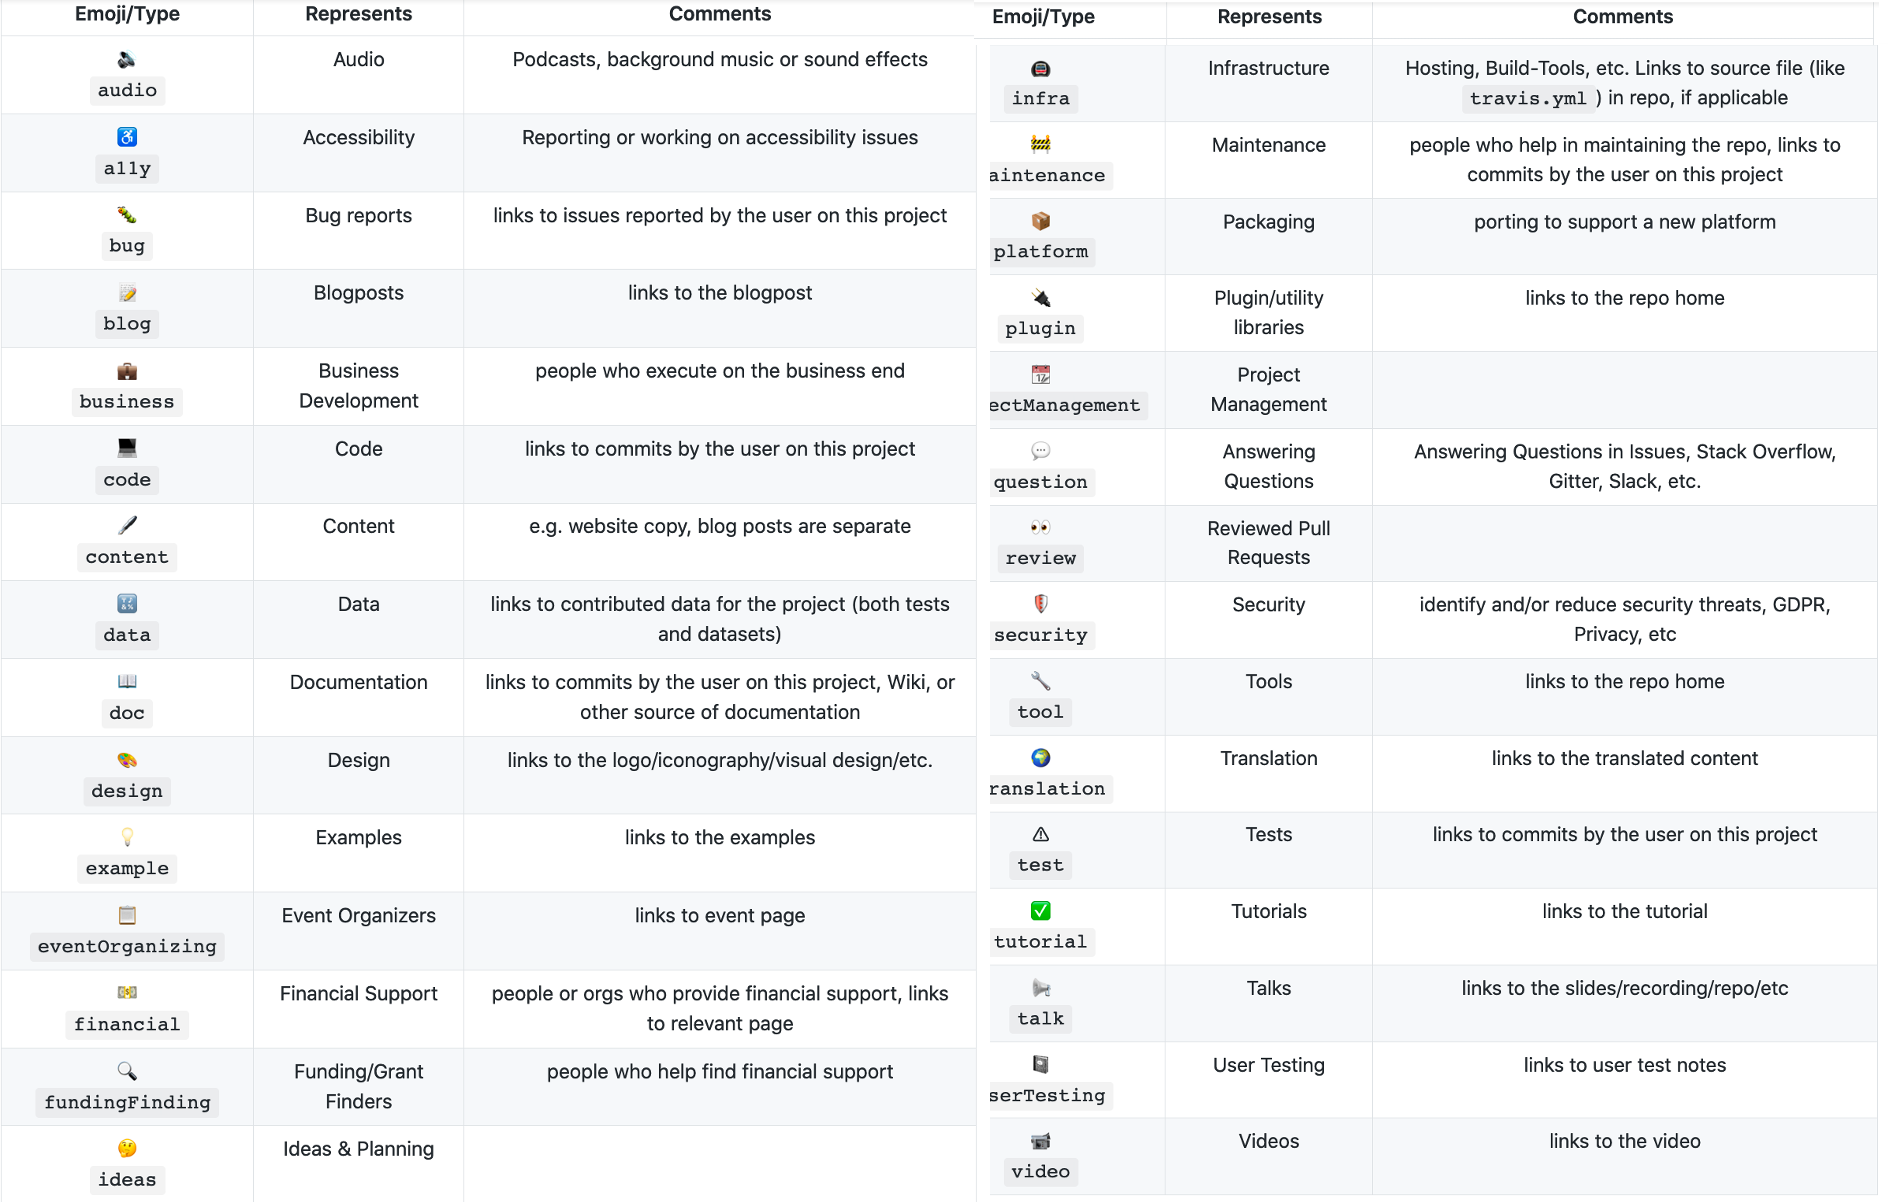 Emoji/Type Represents Comments
Audio Podcasts, background music or sound effects
audio
Accessibility Reporting or working on accessibility issues
a11y
Bug reports links to issues reported by the user on this project
bug
Blogposts links to the blogpost
blog
Business people who execute on the business end
business Development
Code links to commits by the user on this project
code
Content e.g. website copy, blog posts are separate
content
Data links to contributed data for the project (both tests
data and datasets)
Documentation links to commits by the user on this project, Wiki, or
doc other source of documentation
Design links to the logo/iconography/visual design/etc.
design
Examples links to the examples
example
Event Organizers links to event page
eventOrganizing
Financial Support people or orgs who provide financial support, links
financial to relevant page
Funding/Grant people who help find financial support
fundingFinding Finders
Ideas & Planning
ideas
Emoji/Type Represents Comments
Infrastructure Hosting, Build-Tools, etc. Links to source file (like
infra travis.yml ) in repo, if applicable
Maintenance people who help in maintaining the repo, links to
aintenance commits by the user on this project
Packaging porting to support a new platform
platform
Plugin/utility links to the repo home
plugin libraries
Project
ectManagement Management
Answering Answering Questions in Issues, Stack Overflow,
question Questions Gitter, Slack, etc.
Reviewed Pull
review Requests
Security identify and/or reduce security threats, GDPR,
security Privacy, etc
Tools links to the repo home
tool
Translation links to the translated content
ranslation
Tests links to commits by the user on this project
test
Tutorials links to the tutorial
tutorial
Talks links to the slides/recording/repo/etc
talk
User Testing links to user test notes
serTesting
Videos links to the video
video